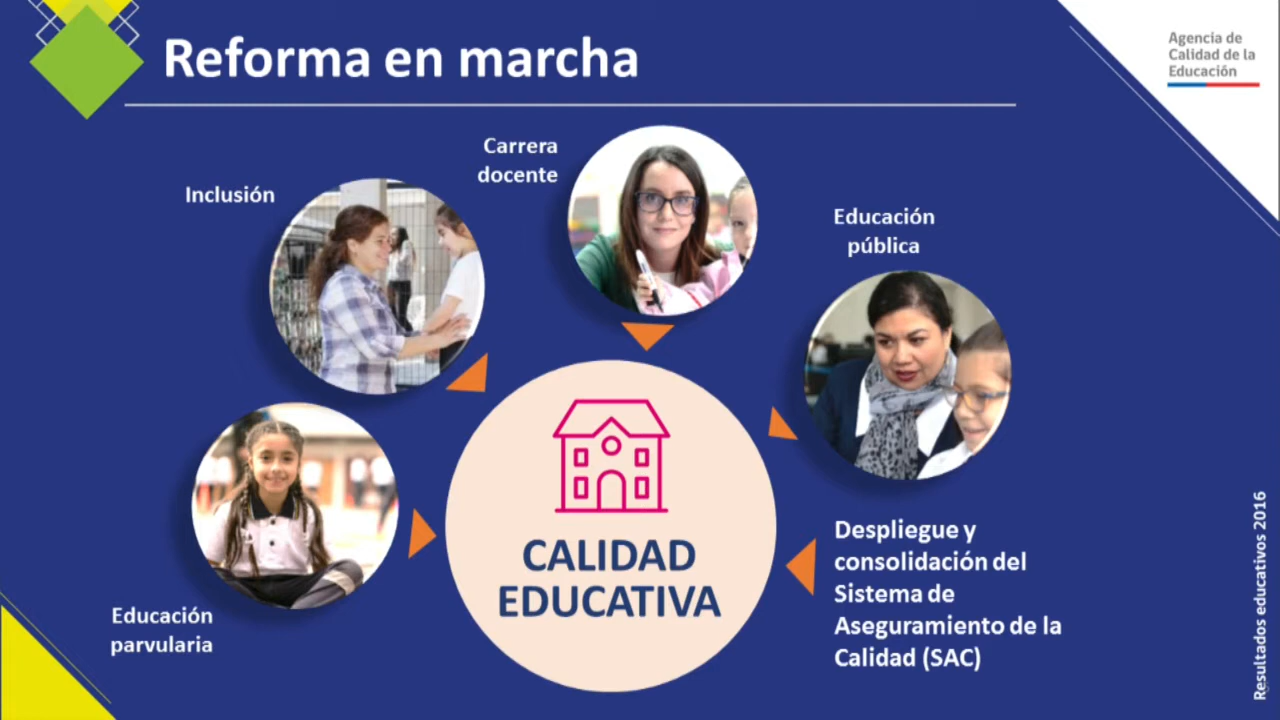 Reforma en marcha
Agencia de
Calidad de la
Educación
Carrera
docente
Inclusión
Educación
pública
CALIDAD
EDUCATIVA
Educación
parvularia
Despliegue y
consolidación del
Sistema de
Aseguramiento de la
Calidad (SAC)
Resultados educativos 2016